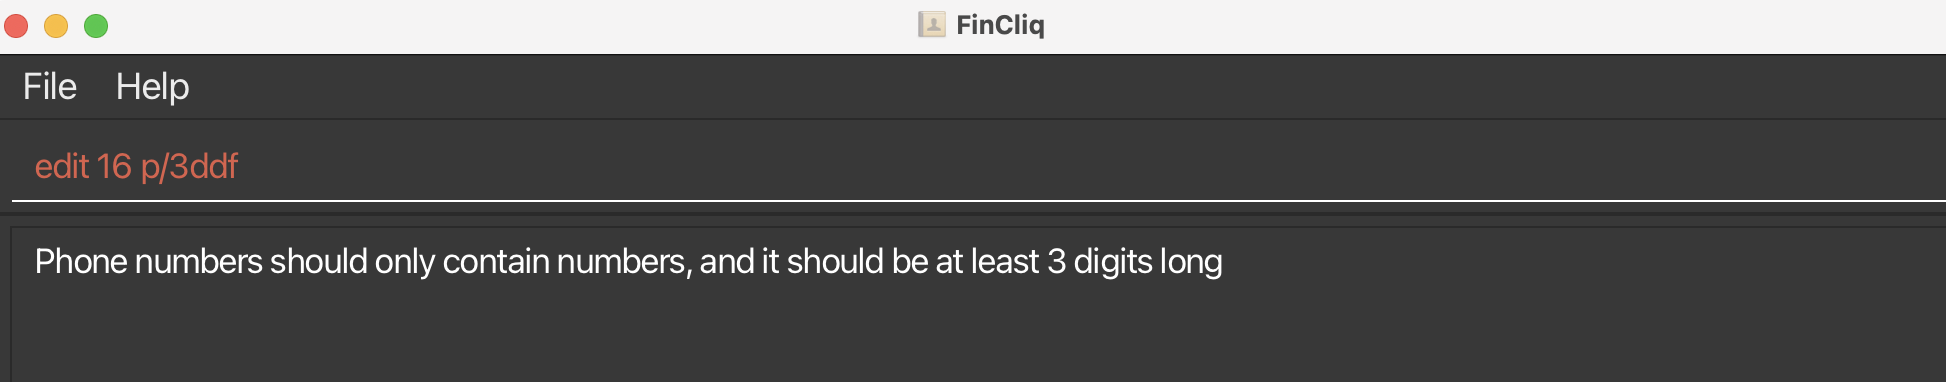 FinCliq
File Help
edit 16 p/3ddf
Phone numbers should only contain numbers, and it should be at least 3 digits long